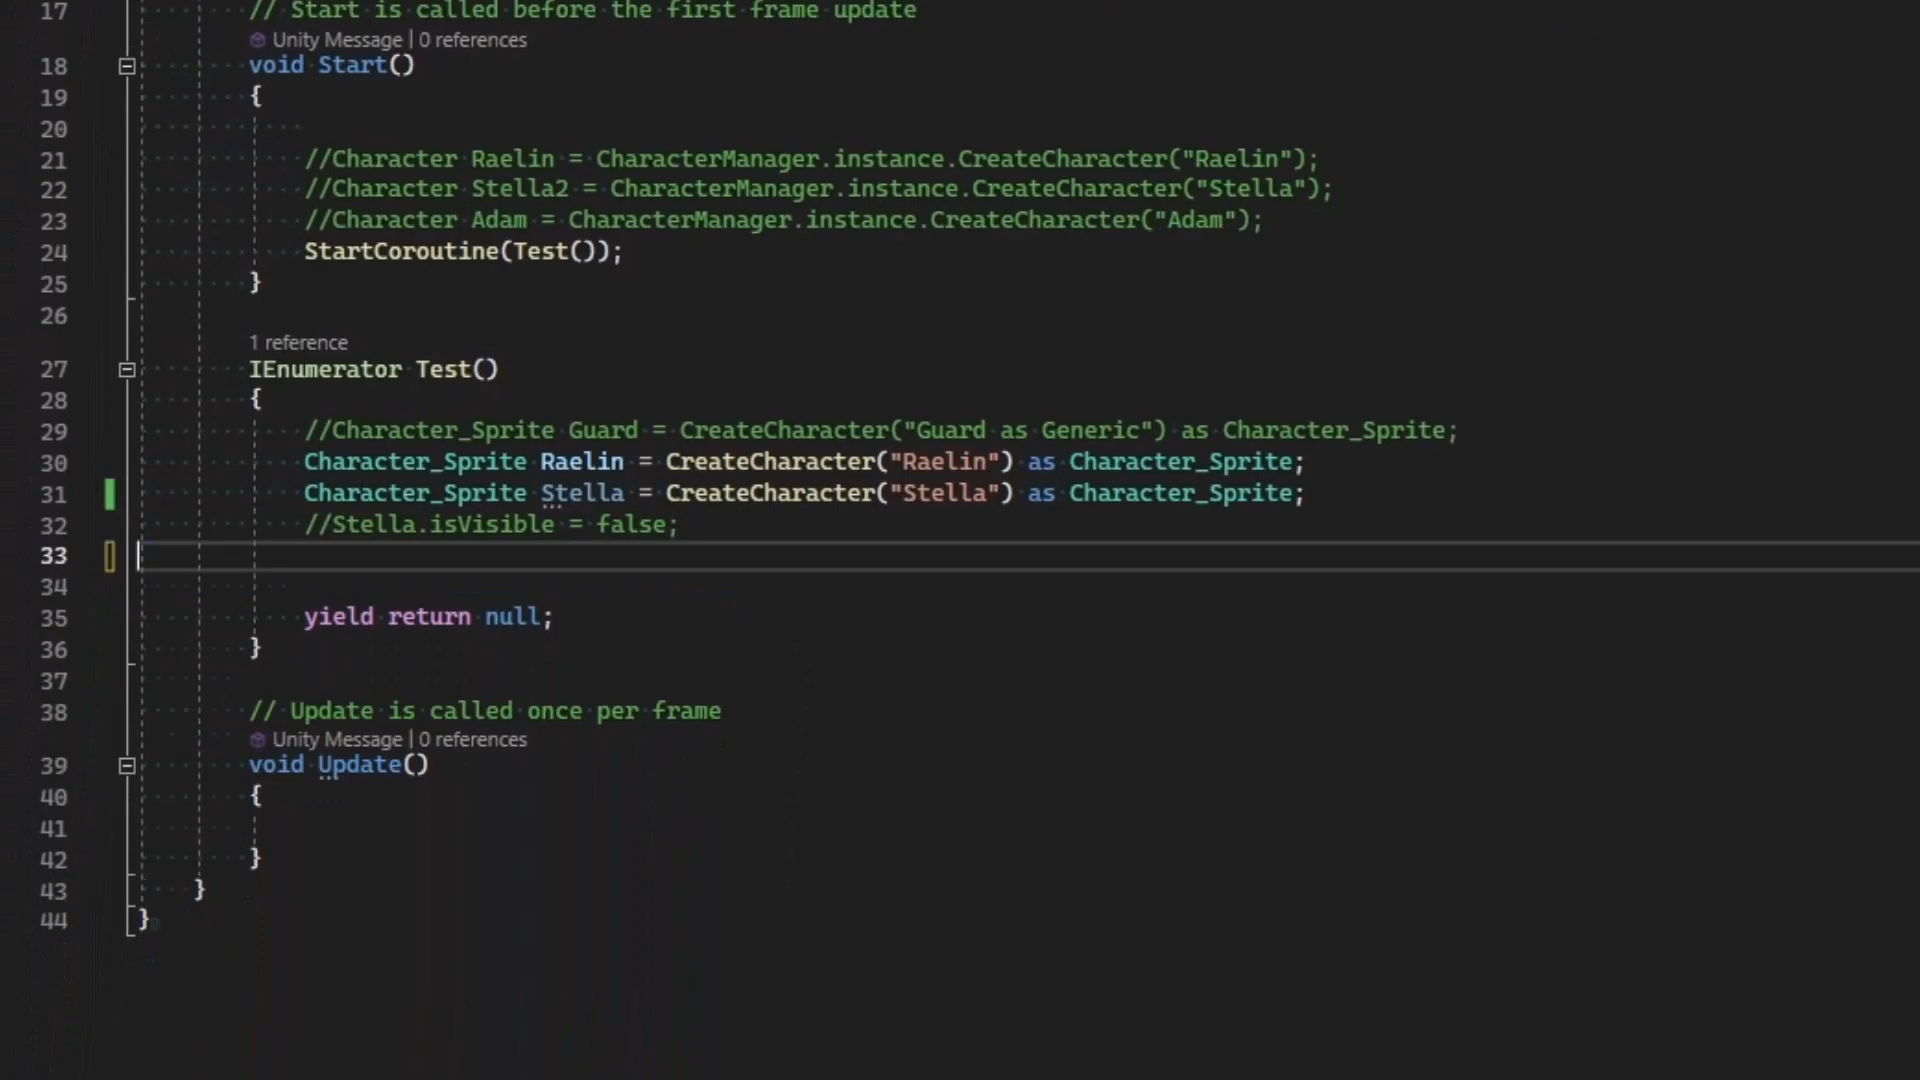 17 // Start is called before the first frame update
Unity Message | 0 references
18 void Start()
19 {
20
21 //Character Raelin = CharacterManager.instance.CreateCharacter("Raelin");
22 //Character Stella2 = CharacterManager.instance.CreateCharacter("Stella");
23 //Character Adam = CharacterManager.instance.CreateCharacter("Adam");
24 StartCoroutine(Test());
25 }
26
1 reference
27 IEnumerator Test()
28 {
29 //Character_Sprite Guard = CreateCharacter("Guard as Generic") as Character_Sprite;
30 Character_Sprite Raelin = CreateCharacter("Raelin") as Character_Sprite;
31 Character_Sprite Stella = CreateCharacter("Stella") as Character_Sprite;
32 //Stella.isVisible = false;
33
34
35 yield return null;
36 }
37
38 // Update is called once per frame
Unity Message | 0 references
39 void Update()
40 {
41
42 }
43 }
44 }